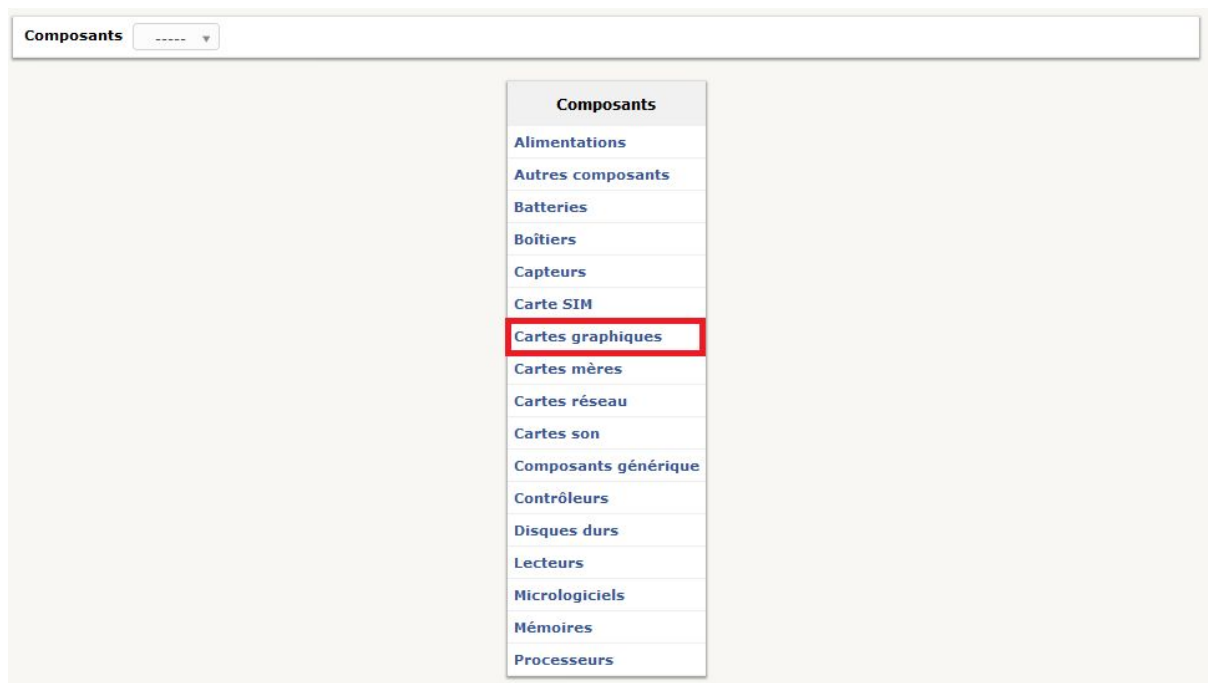 Composants ----- ▼
Composants
Alimentations
Autres composants
Batteries
Boîtiers
Capteurs
Carte SIM
Cartes graphiques
Cartes mères
Cartes réseau
Cartes son
Composants générique
Contrôleurs
Disques durs
Lecteurs
Micrologiciels
Mémoires
Processeurs